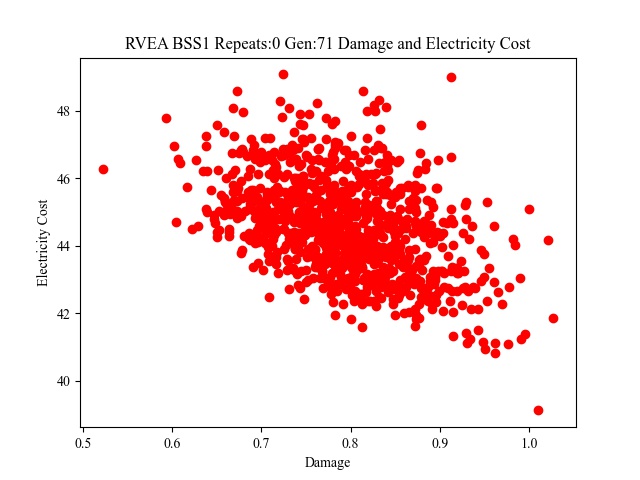 RVEA BSS1 Repeats:0 Gen:71 Damage and Electricity Cost
Electricity Cost
48
46
44
42
40
0.5 0.6 0.7 0.8 0.9 1.0
Damage